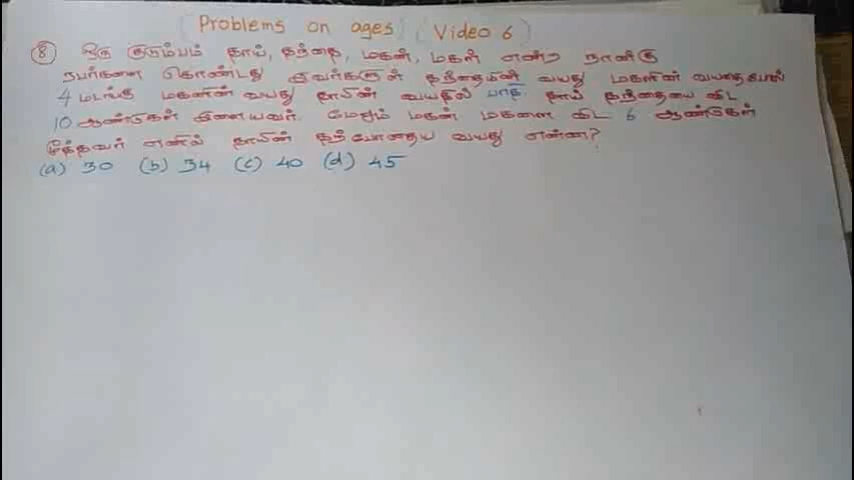 [Problems on ages] (Video 6)
⑧ ஒரு குடும்பம் தாய், தந்தை, மகன், மகள் என்ற நான்கு
நபர்களை கொண்டது இவர்களுள் தந்தையின் வயது மகளின் வயதைபோல்
4 மடங்கு மகனின் வயது தாயின் வயதில் பாதி. தாய் தந்தையை விட
10 ஆண்டுகள் இளையவர். மேலும் மகன் மகளை விட 6 ஆண்டுகள்
மூத்தவர் எனில் தாயின் தற்போதைய வயது என்ன?
(a) 30 (b) 34 (c) 40 (d) 45